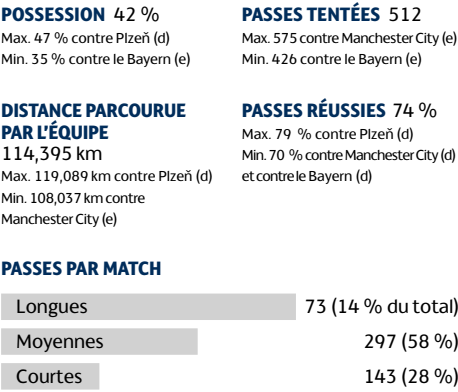 POSSESSION 42 %
Max. 47 % contre Plzeň (d)
Min. 35 % contre le Bayern (e)
PASSES TENTÉES 512
Max. 575 contre Manchester City (e)
Min. 426 contre le Bayern (e)
DISTANCE PARCOURUE
PAR L'ÉQUIPE
114,395 km
Max. 119,089 km contre Plzeň (d)
Min. 108,037 km contre
Manchester City (e)
PASSES RÉUSSIES 74 %
Max. 79 % contre Plzeň (d)
Min. 70 % contre Manchester City (d)
et contre le Bayern (d)
PASSES PAR MATCH
Longues 73 (14 % du total)
Moyennes 297 (58 %)
Courtes 143 (28 %)